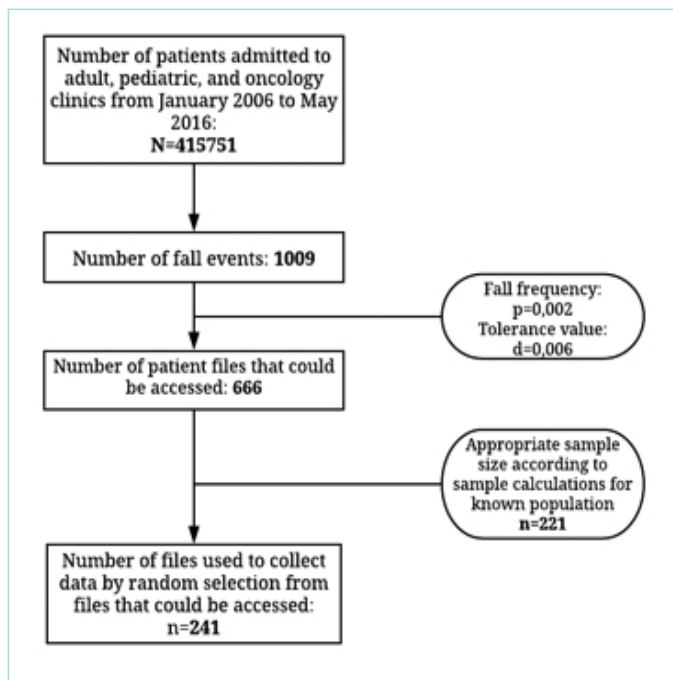 Number of patients admitted to
adult, pediatric, and oncology
clinics from January 2006 to May
2016:
N=415751
Number of fall events: 1009
Fall frequency:
p=0,002
Tolerance value:
d=0,006
Number of patient files that could
be accessed: 666
Appropriate sample
size according to
sample calculations for
known population
n=221
Number of files used to collect
data by random selection from
files that could be accessed:
n=241